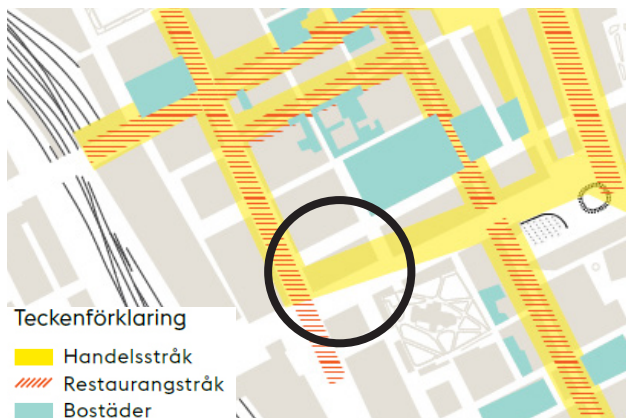 Teckenförklaring
Handelsstråk
Restaurangstråk
Bostäder